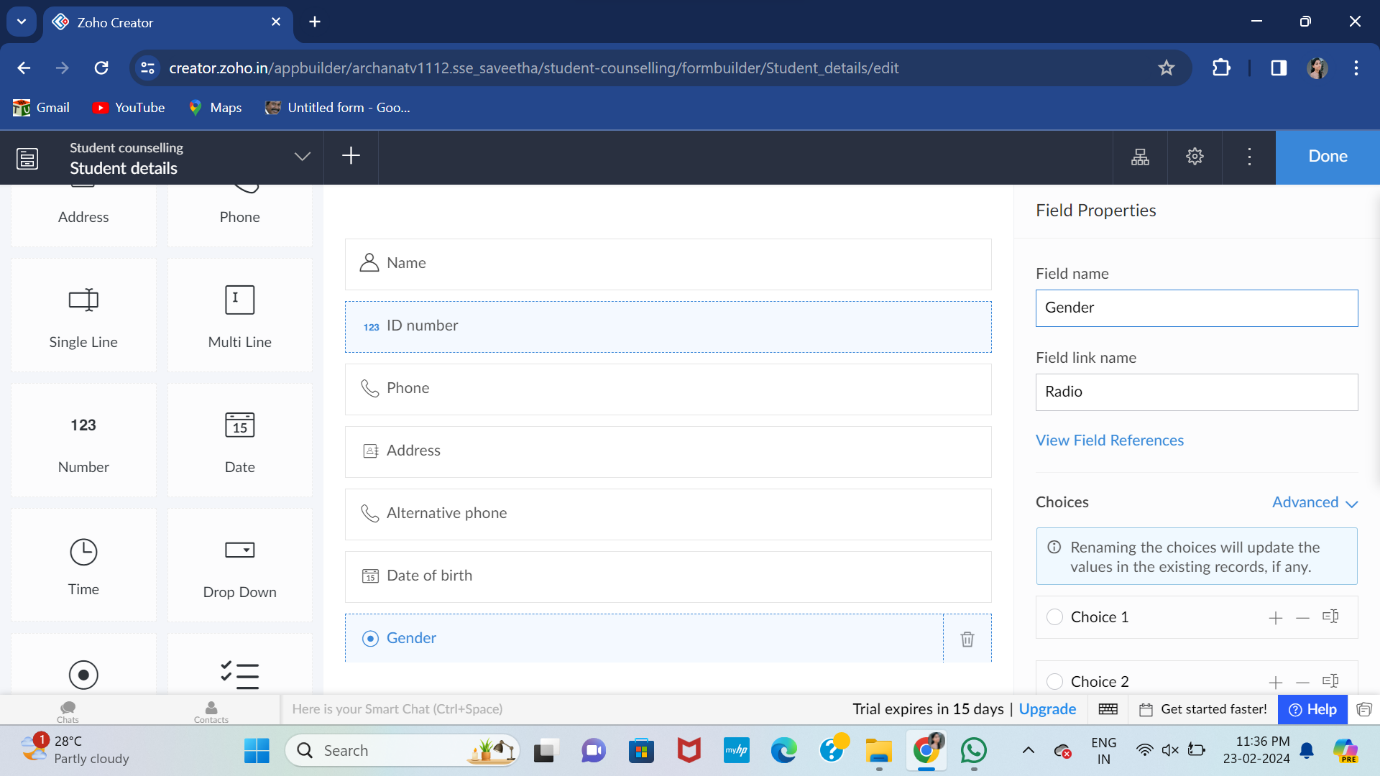 Zoho Creator
creator.zoho.in/appbuilder/archanatv1112.sse_saveetha/student-counselling/formbuilder/Student_details/edit
Gmail
YouTube
Maps
Untitled form - Goo...
Student counselling
Student details
Done
Address
Phone
Single Line
Multi Line
123
Number
15
Date
Time
Drop Down
Name
123 ID number
Phone
Address
Alternative phone
15 Date of birth
Gender
Field Properties
Field name
Gender
Field link name
Radio
View Field References
Choices
Advanced
Renaming the choices will update the
values in the existing records, if any.
Choice 1
Choice 2
Chats
Contacts
Here is your Smart Chat (Ctrl+Space)
Trial expires in 15 days | Upgrade
Get started faster!
Help
1
28°C
Partly cloudy
Search
myhp
ENG
IN
11:36 PM
23-02-2024
PRE